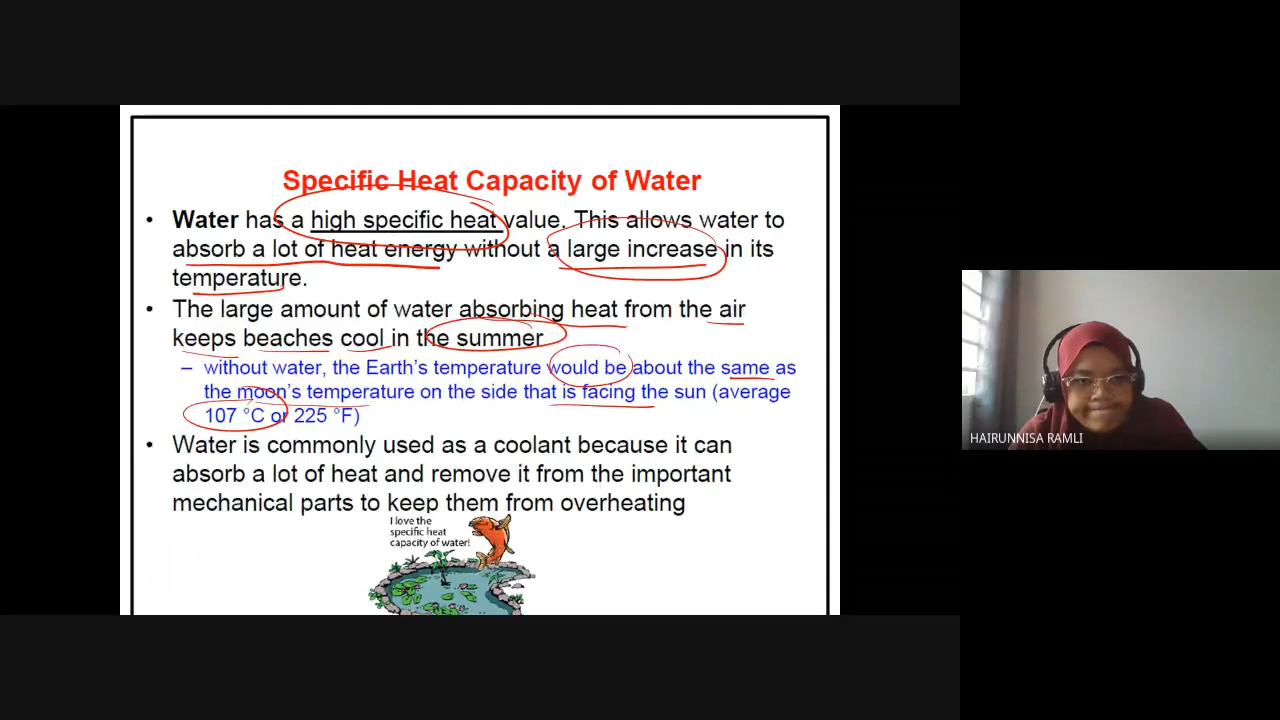 Specific Heat Capacity of Water
• Water has a high specific heat value. This allows water to
absorb a lot of heat energy without a large increase in its
temperature.
• The large amount of water absorbing heat from the air
keeps beaches cool in the summer
– without water, the Earth's temperature would be about the same as
the moon's temperature on the side that is facing the sun (average
107 °C or 225 °F)
• Water is commonly used as a coolant because it can
absorb a lot of heat and remove it from the important
mechanical parts to keep them from overheating
I love the
specific heat
capacity of water!
HAIRUNNISA RAMLI